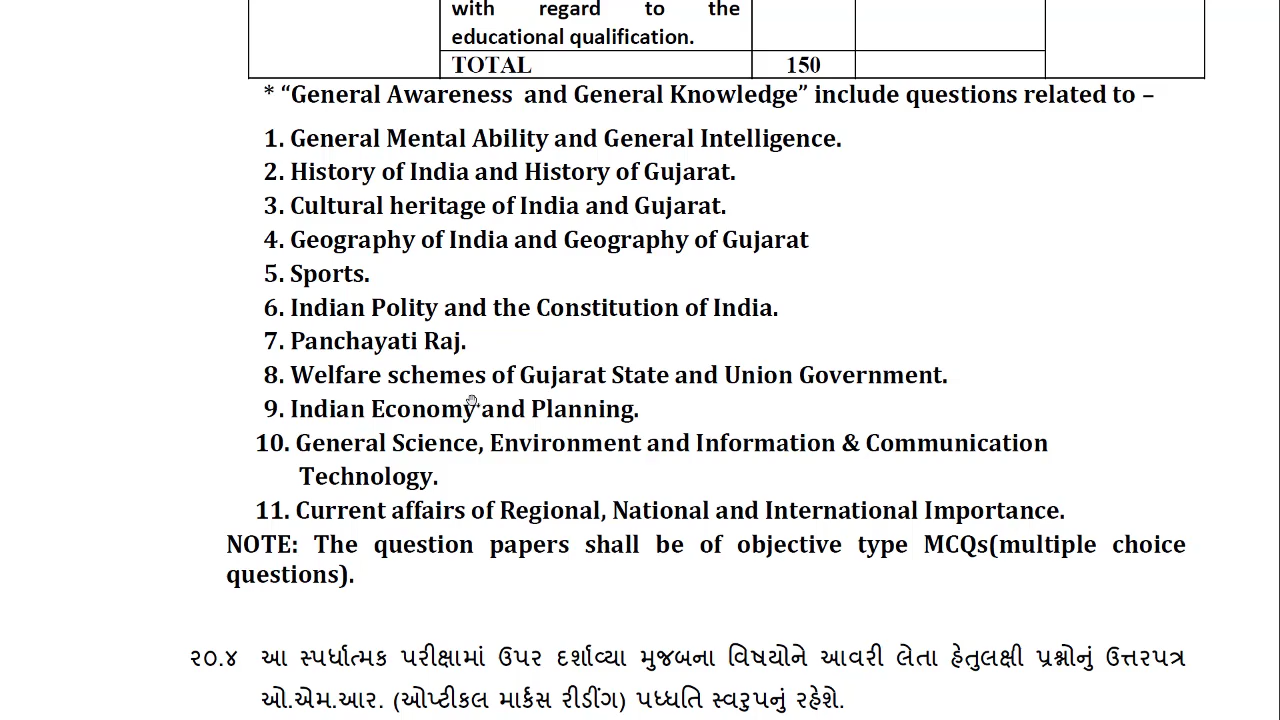 with regard to the
educational qualification.
TOTAL 150
* “General Awareness and General Knowledge” include questions related to –
1. General Mental Ability and General Intelligence.
2. History of India and History of Gujarat.
3. Cultural heritage of India and Gujarat.
4. Geography of India and Geography of Gujarat
5. Sports.
6. Indian Polity and the Constitution of India.
7. Panchayati Raj.
8. Welfare schemes of Gujarat State and Union Government.
9. Indian Economy and Planning.
10. General Science, Environment and Information & Communication
Technology.
11. Current affairs of Regional, National and International Importance.
NOTE: The question papers shall be of objective type MCQs(multiple choice
questions).
૨૦.૪ આ સ્પર્ધાત્મક પરીક્ષામાં ઉપર દર્શાવ્યા મુજબના વિષયોને આવરી લેતા હેતુલક્ષી પ્રશ્નોનું ઉત્તરપત્ર
ઓ.એમ.આર. (ઓપ્ટીકલ માર્કસ રીડીંગ) પધ્ધતિ સ્વરુપનું રહેશે.